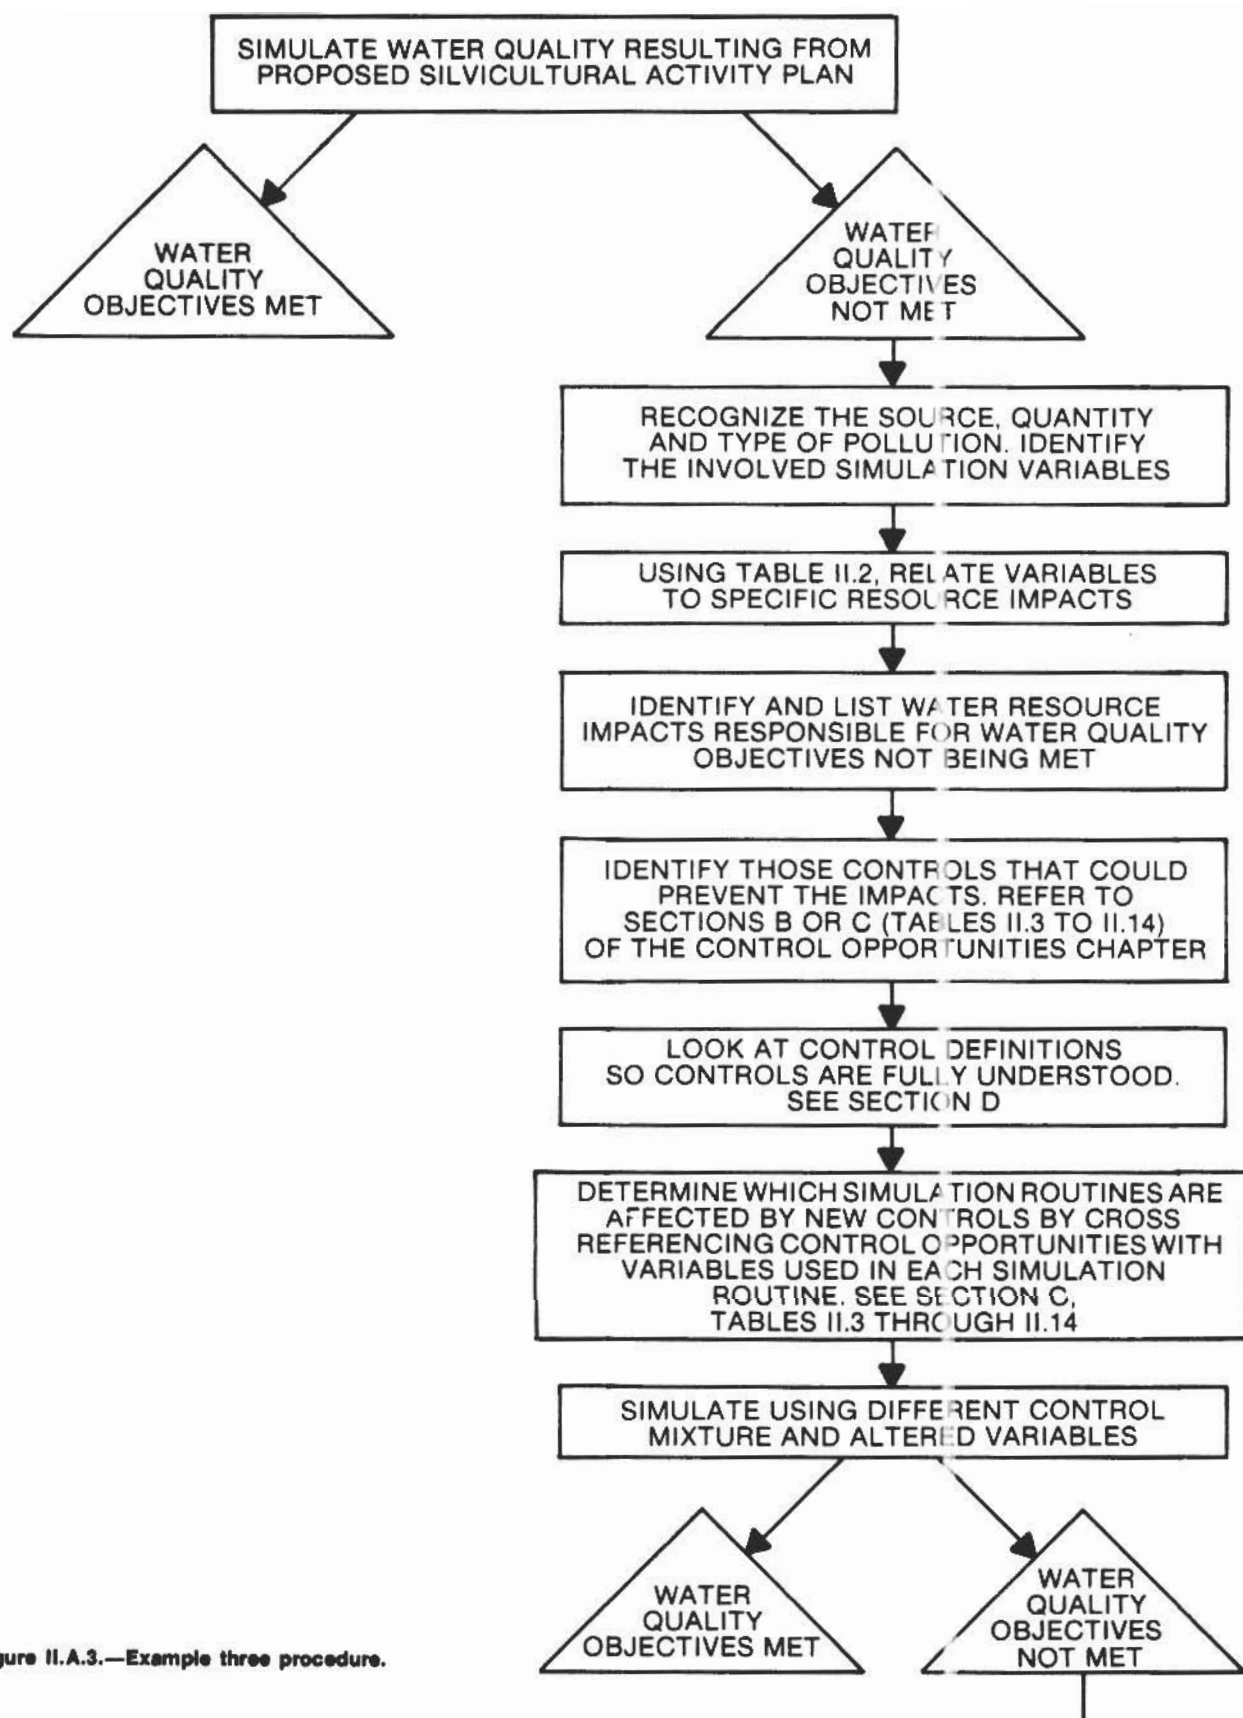 SIMULATE WATER QUALITY RESULTING FROM
PROPOSED SILVICULTURAL ACTIVITY PLAN
WATER
QUALITY
OBJECTIVES MET
WATER
QUALITY
OBJECTIVES
NOT MET
RECOGNIZE THE SOURCE, QUANTITY
AND TYPE OF POLLUTION. IDENTIFY
THE INVOLVED SIMULATION VARIABLES
USING TABLE II.2, RELATE VARIABLES
TO SPECIFIC RESOURCE IMPACTS
IDENTIFY AND LIST WATER RESOURCE
IMPACTS RESPONSIBLE FOR WATER QUALITY
OBJECTIVES NOT BEING MET
IDENTIFY THOSE CONTROLS THAT COULD
PREVENT THE IMPACTS. REFER TO
SECTIONS B OR C (TABLES II.3 TO II.14)
OF THE CONTROL OPPORTUNITIES CHAPTER
LOOK AT CONTROL DEFINITIONS
SO CONTROLS ARE FULLY UNDERSTOOD.
SEE SECTION D
DETERMINE WHICH SIMULATION ROUTINES ARE
AFFECTED BY NEW CONTROLS BY CROSS
REFERENCING CONTROL OPPORTUNITIES WITH
VARIABLES USED IN EACH SIMULATION
ROUTINE. SEE SECTION C,
TABLES II.3 THROUGH II.14
SIMULATE USING DIFFERENT CONTROL
MIXTURE AND ALTERED VARIABLES
WATER
QUALITY
OBJECTIVES MET
WATER
QUALITY
OBJECTIVES
NOT MET
gure II.A.3.—Example three procedure.